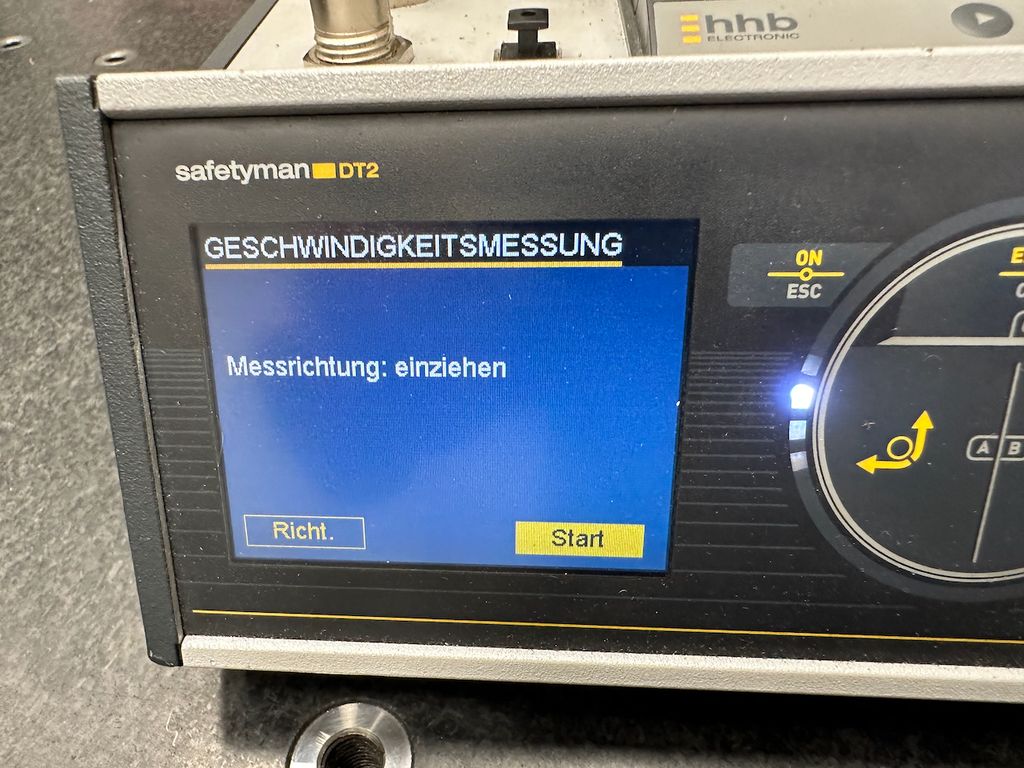 hhb
ELECTRONIC
safetyman DT2
GESCHWINDIGKEITSMESSUNG
ON
ESC
Messrichtung: einziehen
A B
Richt.
Start